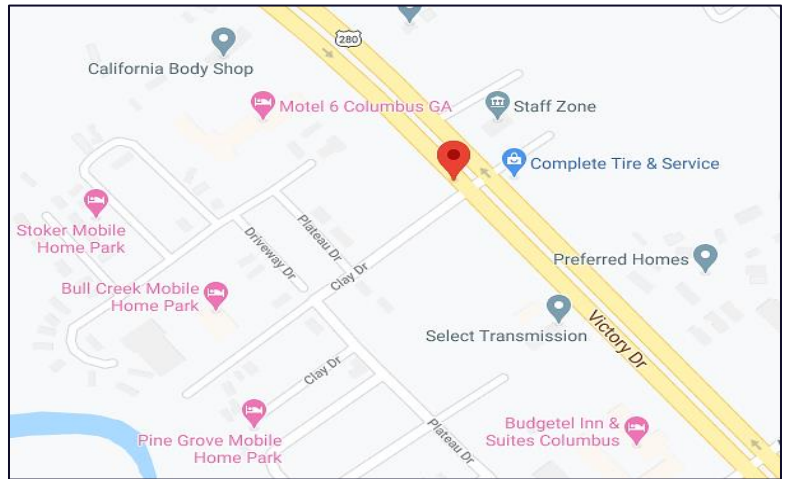 280
California Body Shop
Motel 6 Columbus GA
Staff Zone
Complete Tire & Service
Stoker Mobile
Home Park
Plateau Dr
Driveway Dr
Clay Dr
Preferred Homes
Bull Creek Mobile
Home Park
Select Transmission
Victory Dr
Clay Dr
Pine Grove Mobile
Home Park
Plateau Dr
Budgetel Inn &
Suites Columbus